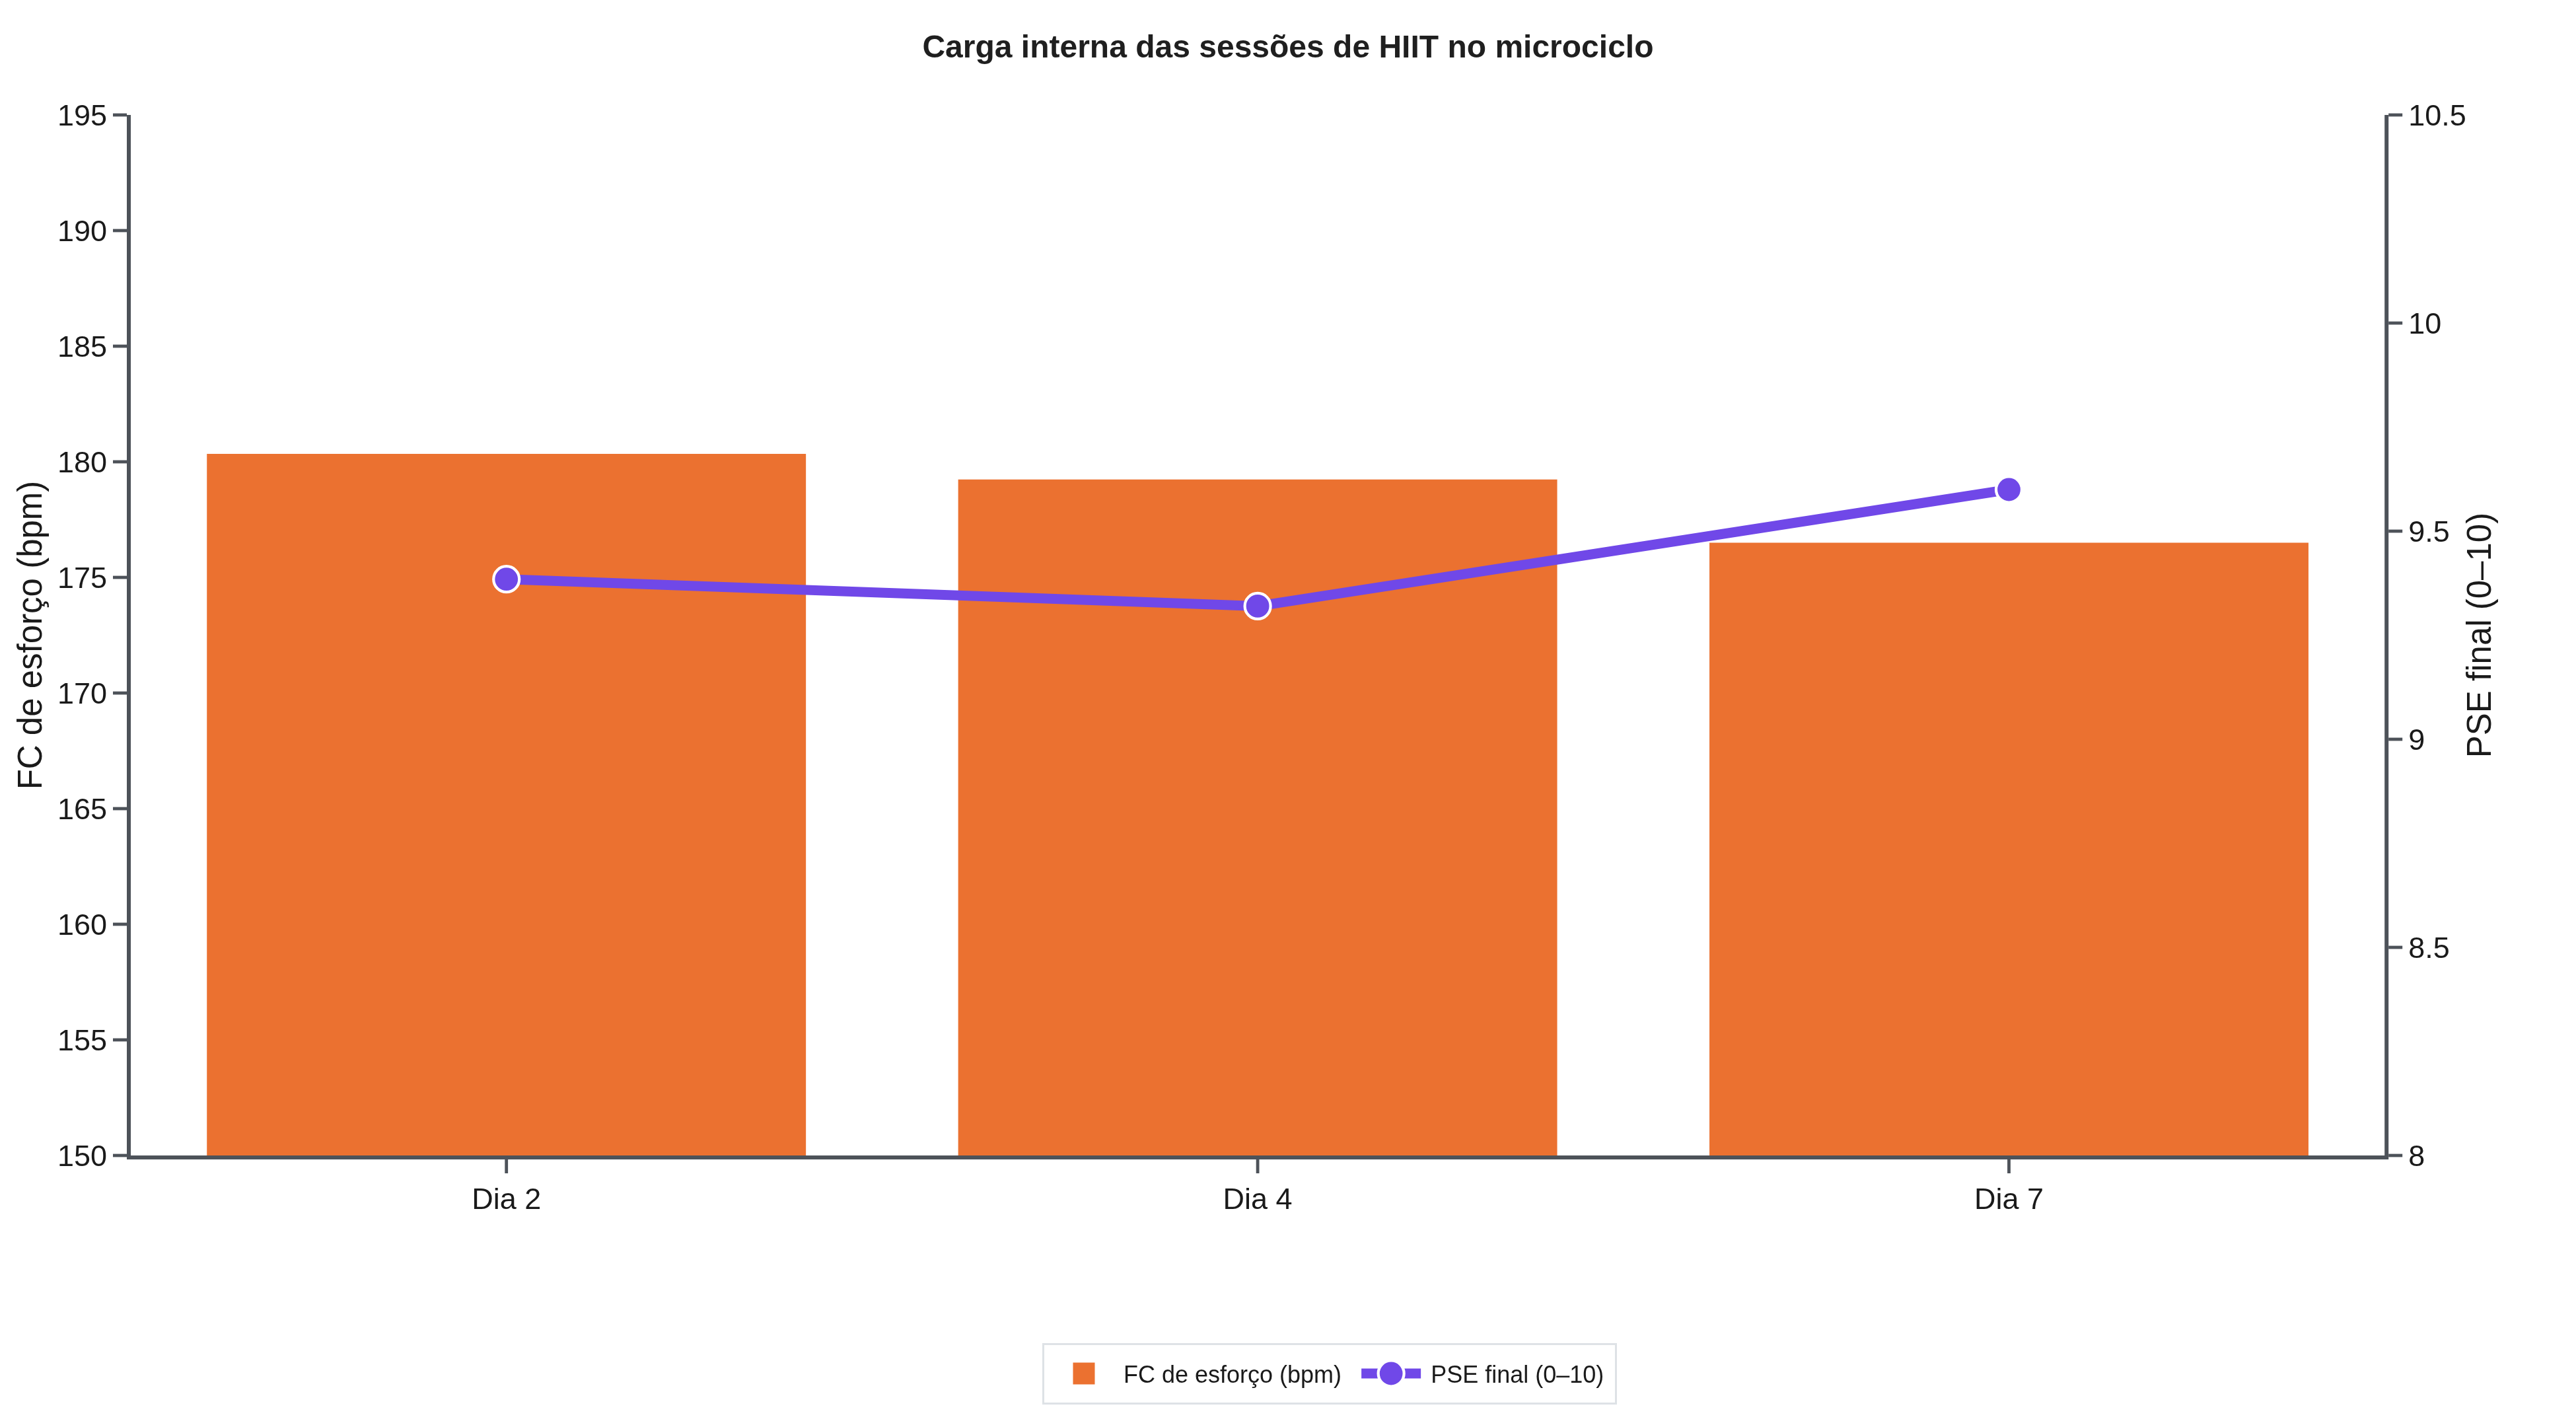 Carga interna das sessões de HIIT no microciclo
FC de esforço (bpm)
195
190
185
180
175
170
165
160
155
150
10.5
10
9.5
9
8.5
8
PSE final (0–10)
Dia 2
Dia 4
Dia 7
FC de esforço (bpm)
PSE final (0–10)